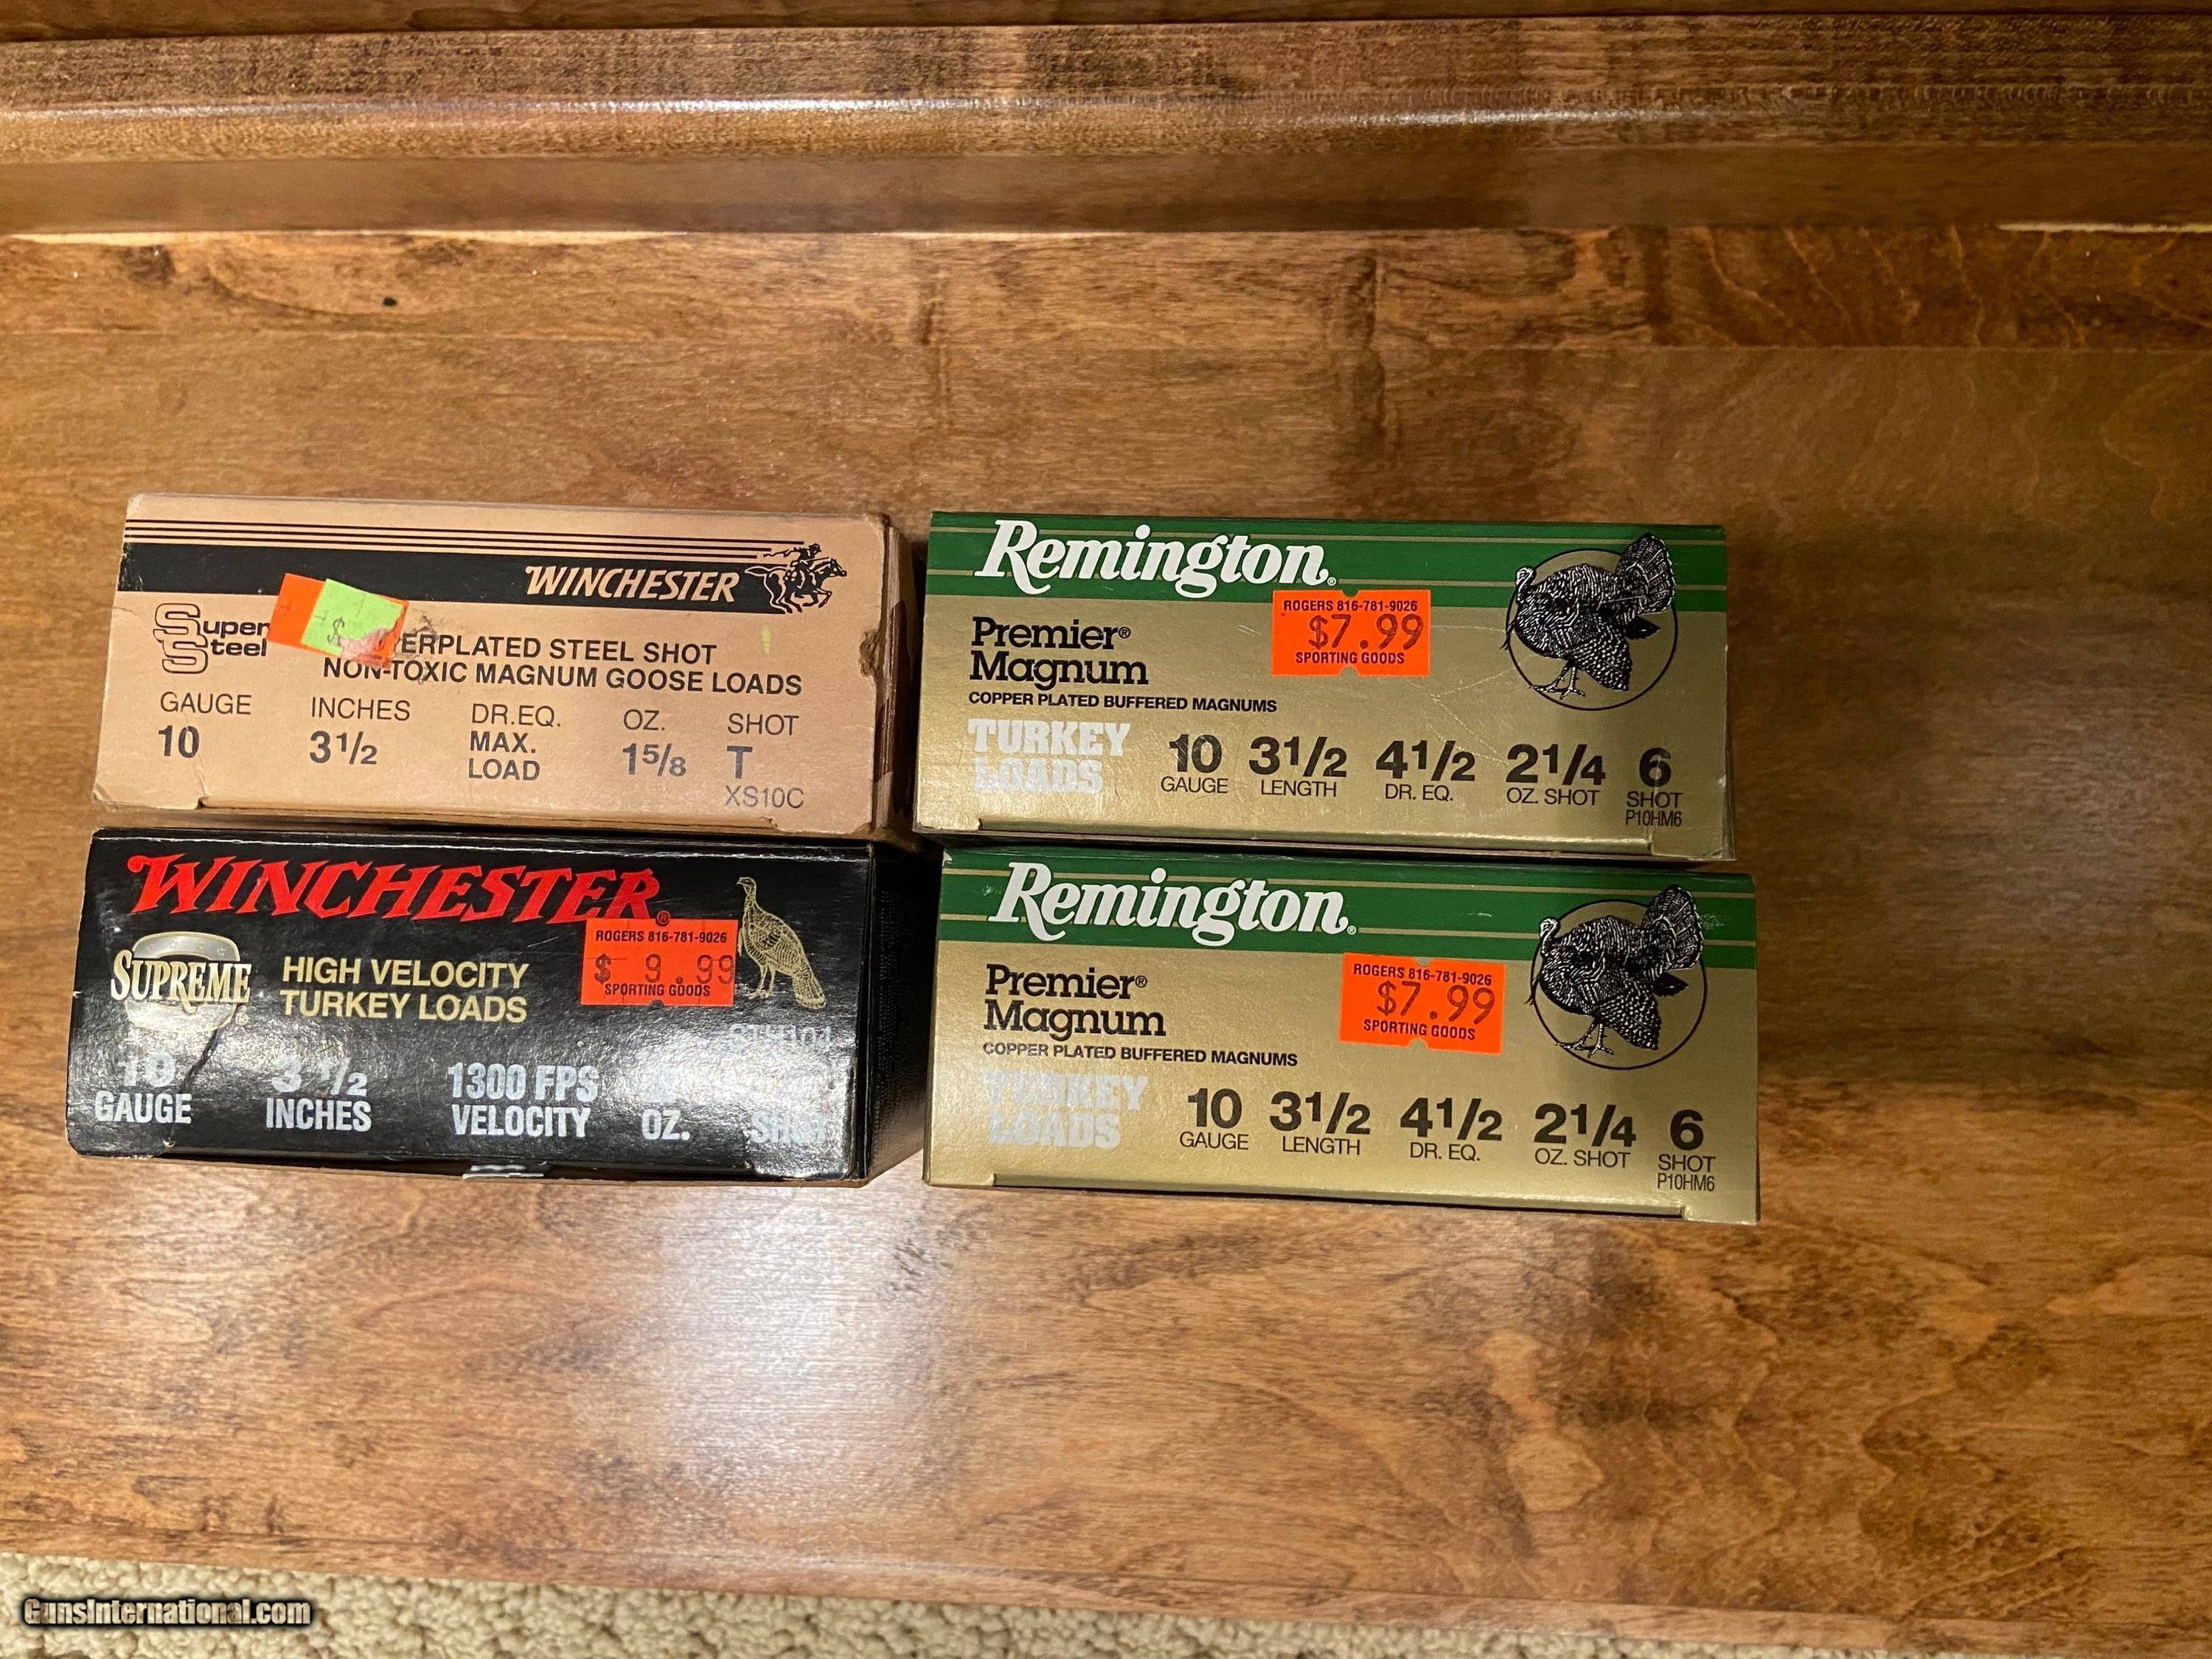 WINCHESTER
Super
Steel
ERPLATED STEEL SHOT
NON-TOXIC MAGNUM GOOSE LOADS
GAUGE INCHES DR.EQ. OZ. SHOT
10 3 1/2 MAX. LOAD 1 5/8 T
XS10C
Remington®
ROGERS 816-781-9026
$7.99
SPORTING GOODS
Premier®
Magnum
COPPER PLATED BUFFERED MAGNUMS
TURKEY
LOADS
10 3 1/2 4 1/2 2 1/4 6
GAUGE LENGTH DR. EQ. OZ. SHOT SHOT
P10HM6
WINCHESTER®
ROGERS 816-781-9026
$ 9.99
SPORTING GOODS
SUPREME®
HIGH VELOCITY
TURKEY LOADS
10 3 1/2 1300 FPS
GAUGE INCHES VELOCITY OZ. SHOT
Remington®
ROGERS 816-781-9026
$7.99
SPORTING GOODS
Premier®
Magnum
COPPER PLATED BUFFERED MAGNUMS
TURKEY
LOADS
10 3 1/2 4 1/2 2 1/4 6
GAUGE LENGTH DR. EQ. OZ. SHOT SHOT
P10HM6
GunsInternational.com